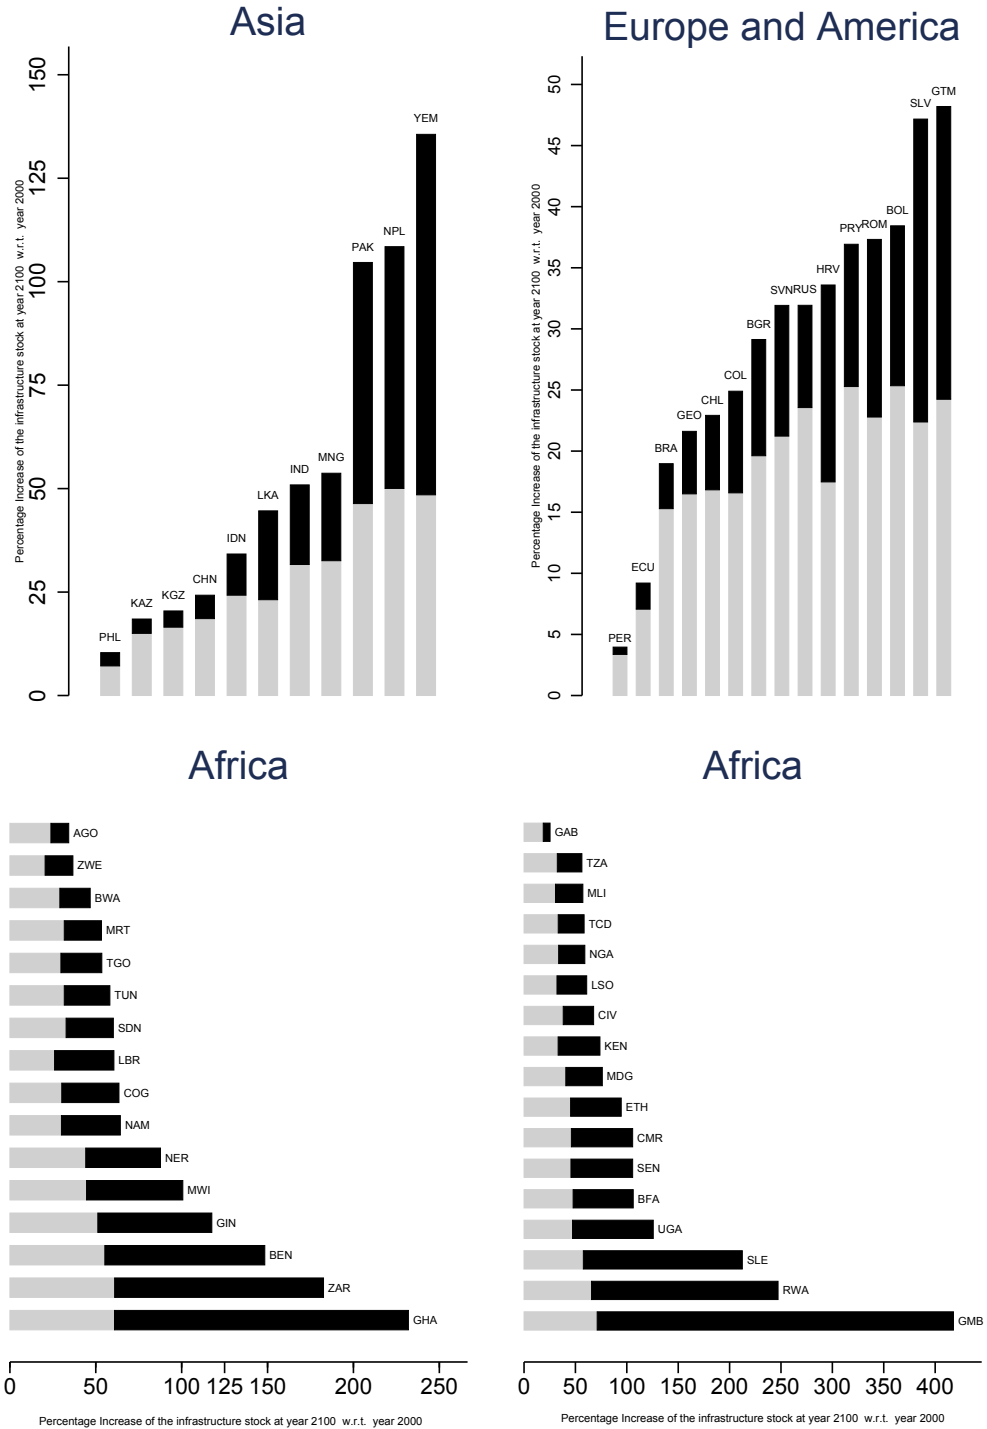 Asia
Percentage Increase of the infrastructure stock at year 2100 w.r.t. year 2000
150
125
100
75
50
25
0
PHL
KAZ
KGZ
CHN
IDN
LKA
IND
MNG
PAK
NPL
YEM
Europe and America
Percentage Increase of the infrastructure stock at year 2100 w.r.t. year 2000
50
45
40
35
30
25
20
15
10
5
0
PER
ECU
BRA
GEO
CHL
COL
BGR
SVN
RUS
HRV
PRY
ROM
BOL
SLV
GTM
Africa
AGO
ZWE
BWA
MRT
TGO
TUN
SDN
LBR
COG
NAM
NER
MWI
GIN
BEN
ZAR
GHA
0 50 100 125 150 200 250
Percentage Increase of the infrastructure stock at year 2100 w.r.t. year 2000
Africa
GAB
TZA
MLI
TCD
NGA
LSO
CIV
KEN
MDG
ETH
CMR
SEN
BFA
UGA
SLE
RWA
GMB
0 50 100 150 200 250 300 350 400
Percentage Increase of the infrastructure stock at year 2100 w.r.t. year 2000